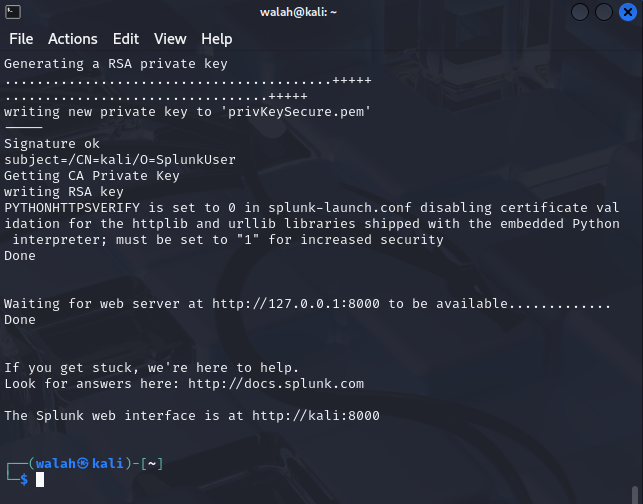 walah@kali: ~
File Actions Edit View Help
Generating a RSA private key
.........................................+++++
.................................+++++
writing new private key to 'privKeySecure.pem'
-----
Signature ok
subject=/CN=kali/O=SplunkUser
Getting CA Private Key
writing RSA key
PYTHONHTTPSVERIFY is set to 0 in splunk-launch.conf disabling certificate val
idation for the httplib and urllib libraries shipped with the embedded Python
 interpreter; must be set to "1" for increased security
Done
Waiting for web server at http://127.0.0.1:8000 to be available.............
Done
If you get stuck, we're here to help.
Look for answers here: http://docs.splunk.com
The Splunk web interface is at http://kali:8000
┌──(walah㉿kali)-[~]
└─$